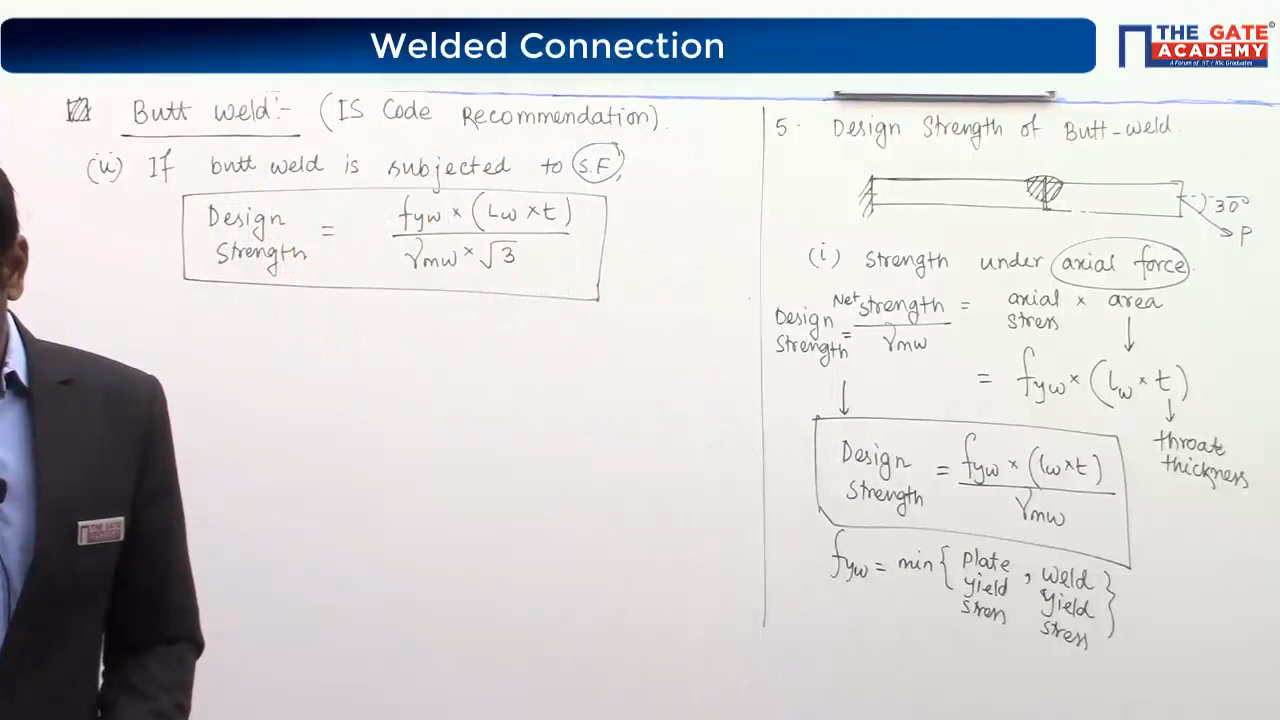 Welded Connection
THE GATE
ACADEMY
A Forum of IIT / IISc Graduates
Butt weld:- (IS Code Recommendation).
(ii) If butt weld is subjected to S.F,
Design Strength = fyw × (Lw × t) / γmw × √3
5. Design Strength of Butt-weld.
30°
P
(i) Strength under axial force.
Design Strength = Net strength / γmw = axial stress × area
= fyw × (Lw × t)
throat
thickness
Design Strength = fyw × (lw × t) / γmw
fyw = min { plate yield stress , weld yield stress }
THE GATE
ACADEMY